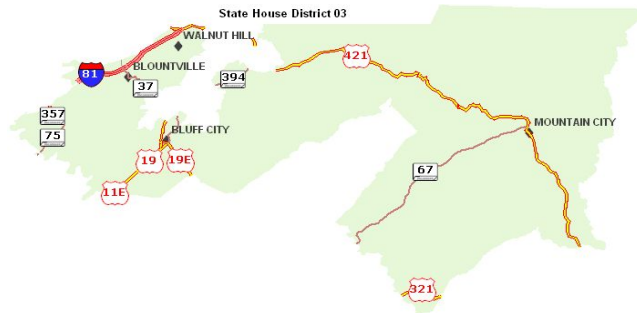 State House District 03
WALNUT HILL
421
BLOUNTVILLE
81
37
394
357
MOUNTAIN CITY
BLUFF CITY
75
19
19E
67
11E
321